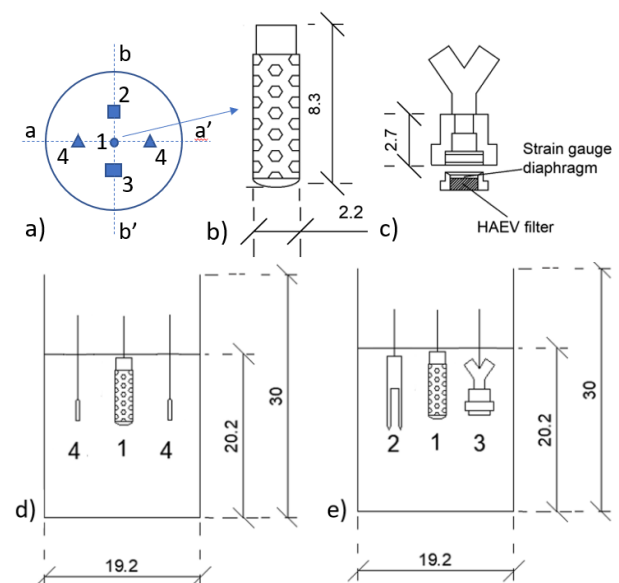 b
2
a
1
a’
4
4
3
b’
a)
8.3
2.2
b)
2.7
Strain gauge
diaphragm
HAEV filter
c)
4
1
4
20.2
30
19.2
d)
2
1
3
20.2
30
19.2
e)